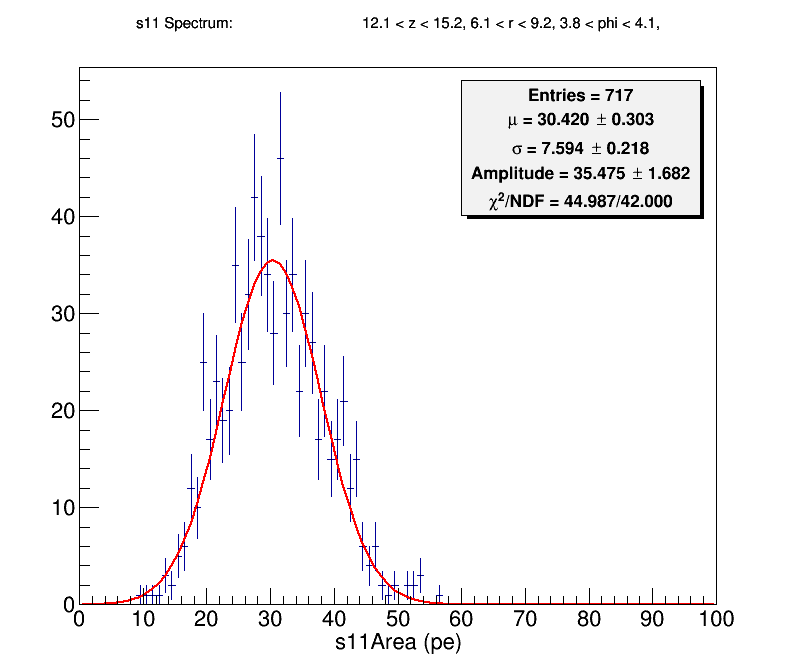 s11 Spectrum: 12.1 < z < 15.2, 6.1 < r < 9.2, 3.8 < phi < 4.1,
Entries = 717
μ = 30.420 ± 0.303
σ = 7.594 ± 0.218
Amplitude = 35.475 ± 1.682
χ²/NDF = 44.987/42.000
50
40
30
20
10
0
0 10 20 30 40 50 60 70 80 90 100
s11Area (pe)